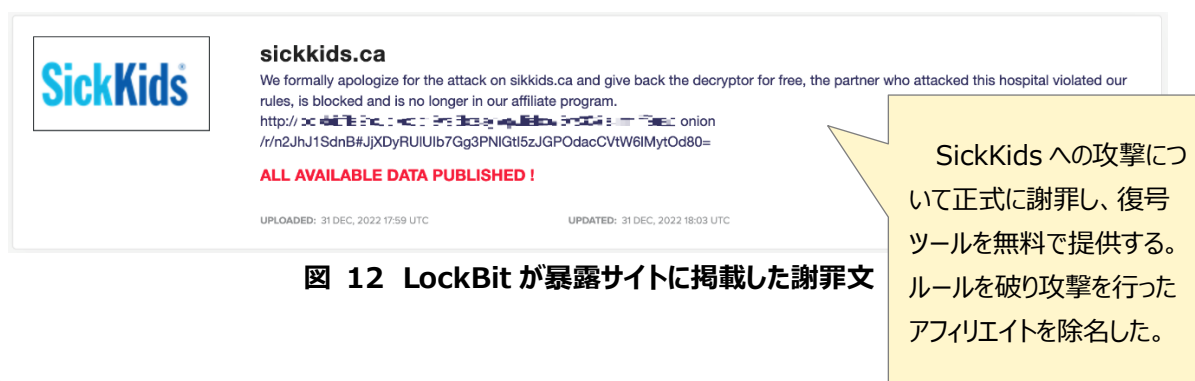 SickKids
sickkids.ca
We formally apologize for the attack on sikkids.ca and give back the decryptor for free, the partner who attacked this hospital violated our
rules, is blocked and is no longer in our affiliate program.
http:// onion
/r/n2JhJ1SdnB#JjXDyRUlUIb7Gg3PNIGtI5zJGPOdacCVtW6IMytOd80=
ALL AVAILABLE DATA PUBLISHED !
UPLOADED: 31 DEC, 2022 17:59 UTC
UPDATED: 31 DEC, 2022 18:03 UTC
SickKids への攻撃につ
いて正式に謝罪し、復号
ツールを無料で提供する。
ルールを破り攻撃を行った
アフィリエイトを除名した。
図 12 LockBit が暴露サイトに掲載した謝罪文